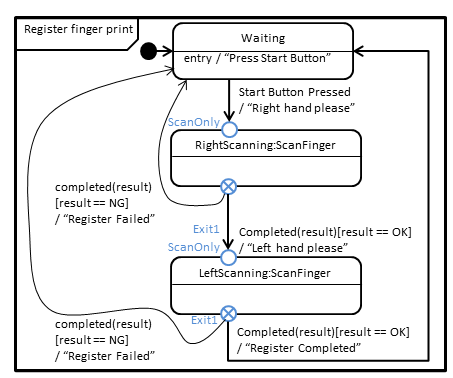 Register finger print
Waiting
entry / “Press Start Button”
Start Button Pressed
/ “Right hand please”
ScanOnly
RightScanning:ScanFinger
completed(result)
[result == NG]
/ “Register Failed”
Exit1
Completed(result)[result == OK]
/ “Left hand please”
ScanOnly
LeftScanning:ScanFinger
Exit1
completed(result)
[result == NG]
/ “Register Failed”
Completed(result)[result == OK]
/ “Register Completed”